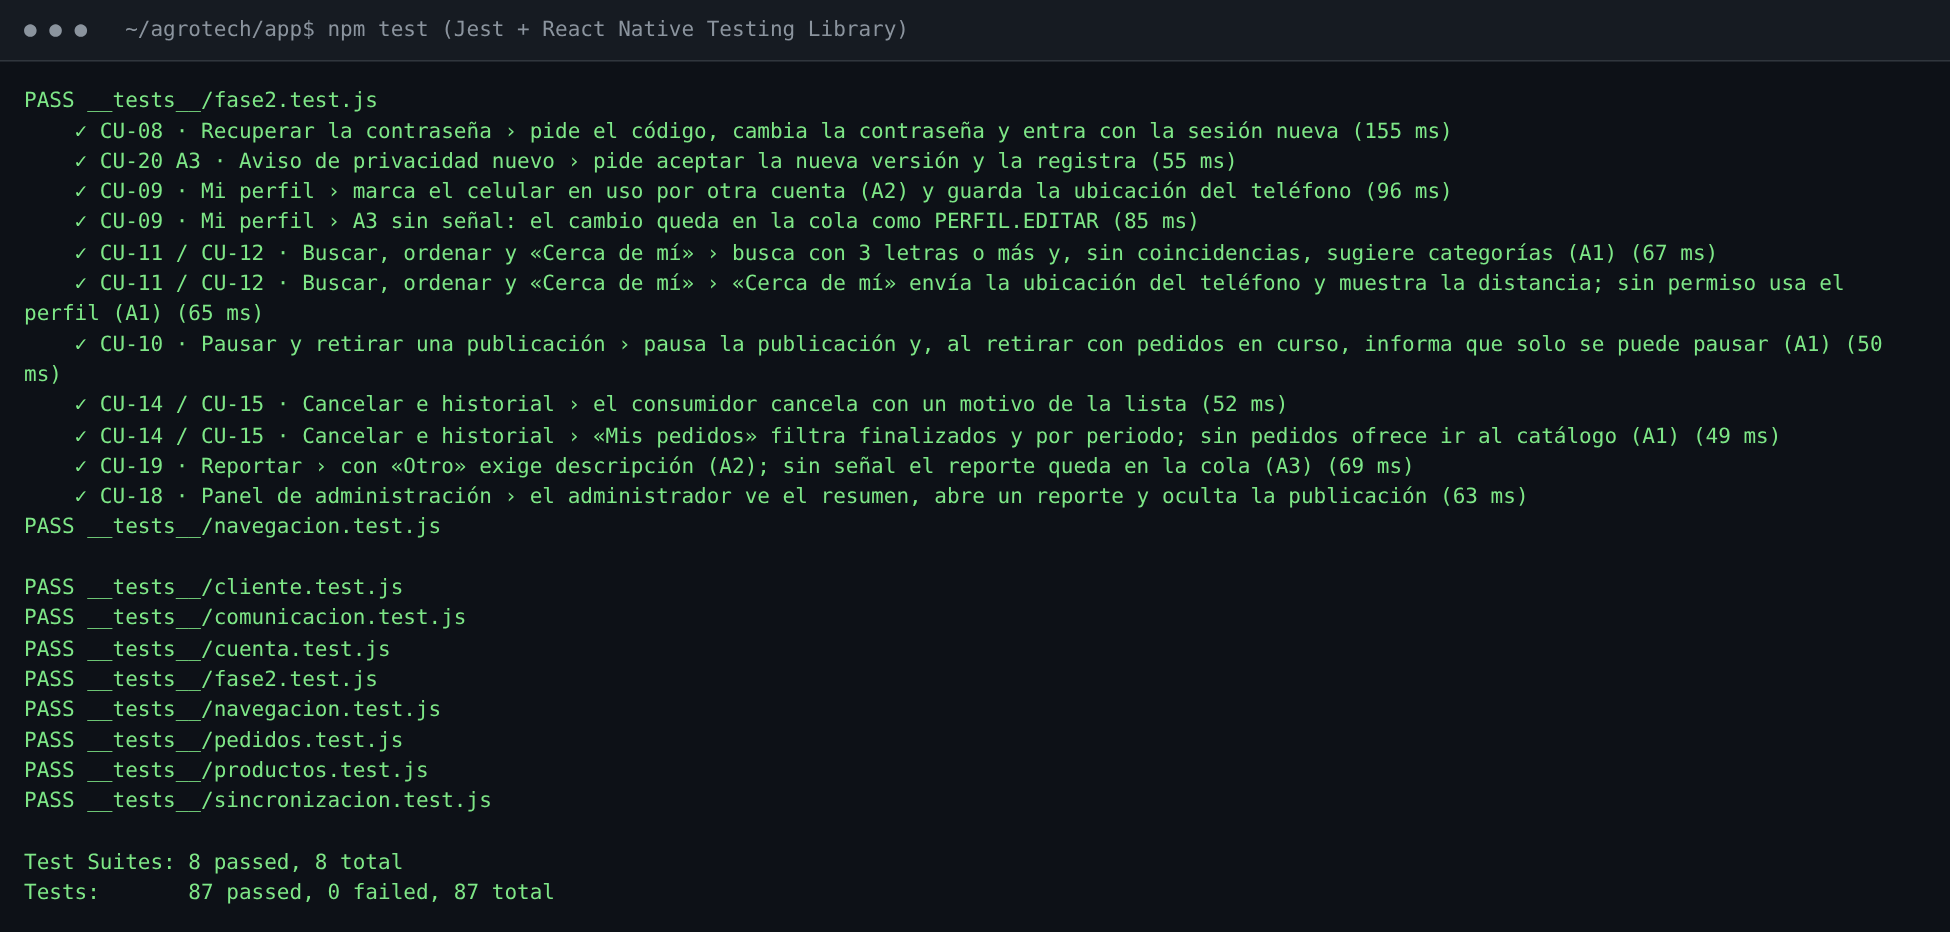 ~/agrotech/app$ npm test (Jest + React Native Testing Library)
PASS __tests__/fase2.test.js
✓ CU-08 · Recuperar la contraseña › pide el código, cambia la contraseña y entra con la sesión nueva (155 ms)
✓ CU-20 A3 · Aviso de privacidad nuevo › pide aceptar la nueva versión y la registra (55 ms)
✓ CU-09 · Mi perfil › marca el celular en uso por otra cuenta (A2) y guarda la ubicación del teléfono (96 ms)
✓ CU-09 · Mi perfil › A3 sin señal: el cambio queda en la cola como PERFIL.EDITAR (85 ms)
✓ CU-11 / CU-12 · Buscar, ordenar y «Cerca de mí» › busca con 3 letras o más y, sin coincidencias, sugiere categorías (A1) (67 ms)
✓ CU-11 / CU-12 · Buscar, ordenar y «Cerca de mí» › «Cerca de mí» envía la ubicación del teléfono y muestra la distancia; sin permiso usa el
perfil (A1) (65 ms)
✓ CU-10 · Pausar y retirar una publicación › pausa la publicación y, al retirar con pedidos en curso, informa que solo se puede pausar (A1) (50
ms)
✓ CU-14 / CU-15 · Cancelar e historial › el consumidor cancela con un motivo de la lista (52 ms)
✓ CU-14 / CU-15 · Cancelar e historial › «Mis pedidos» filtra finalizados y por periodo; sin pedidos ofrece ir al catálogo (A1) (49 ms)
✓ CU-19 · Reportar › con «Otro» exige descripción (A2); sin señal el reporte queda en la cola (A3) (69 ms)
✓ CU-18 · Panel de administración › el administrador ve el resumen, abre un reporte y oculta la publicación (63 ms)
PASS __tests__/navegacion.test.js
PASS __tests__/cliente.test.js
PASS __tests__/comunicacion.test.js
PASS __tests__/cuenta.test.js
PASS __tests__/fase2.test.js
PASS __tests__/navegacion.test.js
PASS __tests__/pedidos.test.js
PASS __tests__/productos.test.js
PASS __tests__/sincronizacion.test.js
Test Suites: 8 passed, 8 total
Tests:       87 passed, 0 failed, 87 total